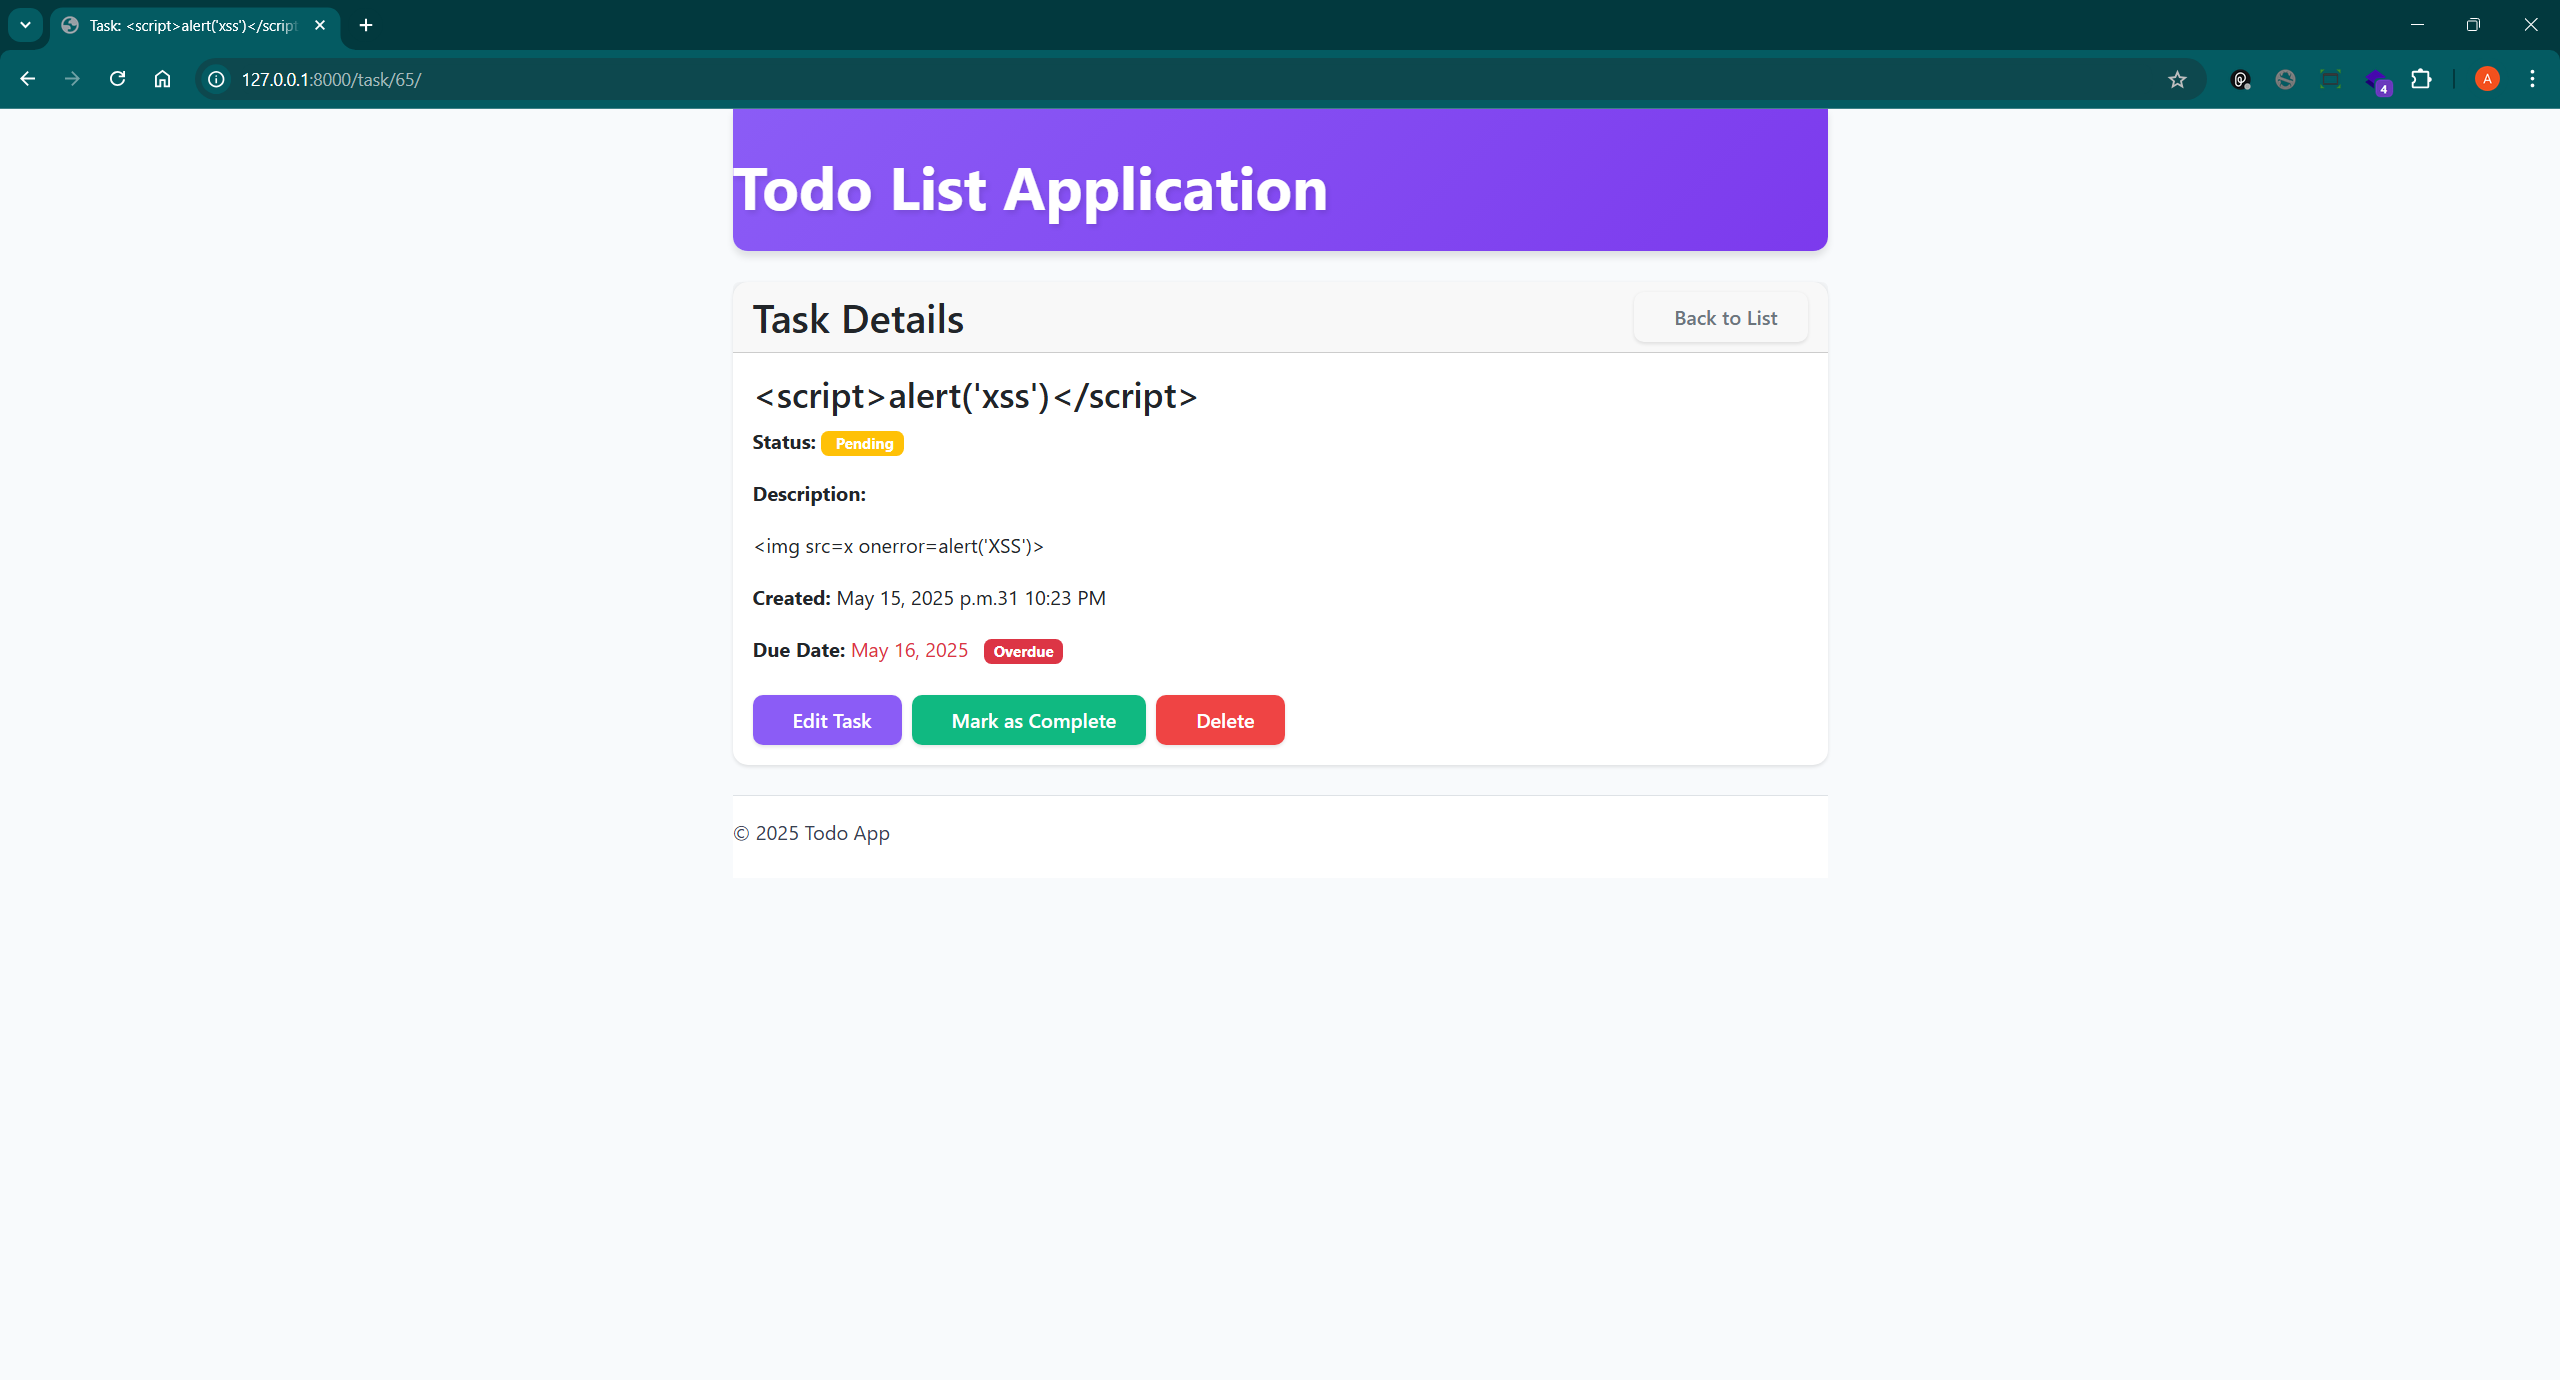 Task: <script>alert('xss')</script
127.0.0.1:8000/task/65/
A
4
Todo List Application
Task Details
Back to List
<script>alert('xss')</script>
Status: Pending
Description:
<img src=x onerror=alert('XSS')>
Created: May 15, 2025 p.m.31 10:23 PM
Due Date: May 16, 2025 Overdue
Edit Task Mark as Complete Delete
© 2025 Todo App